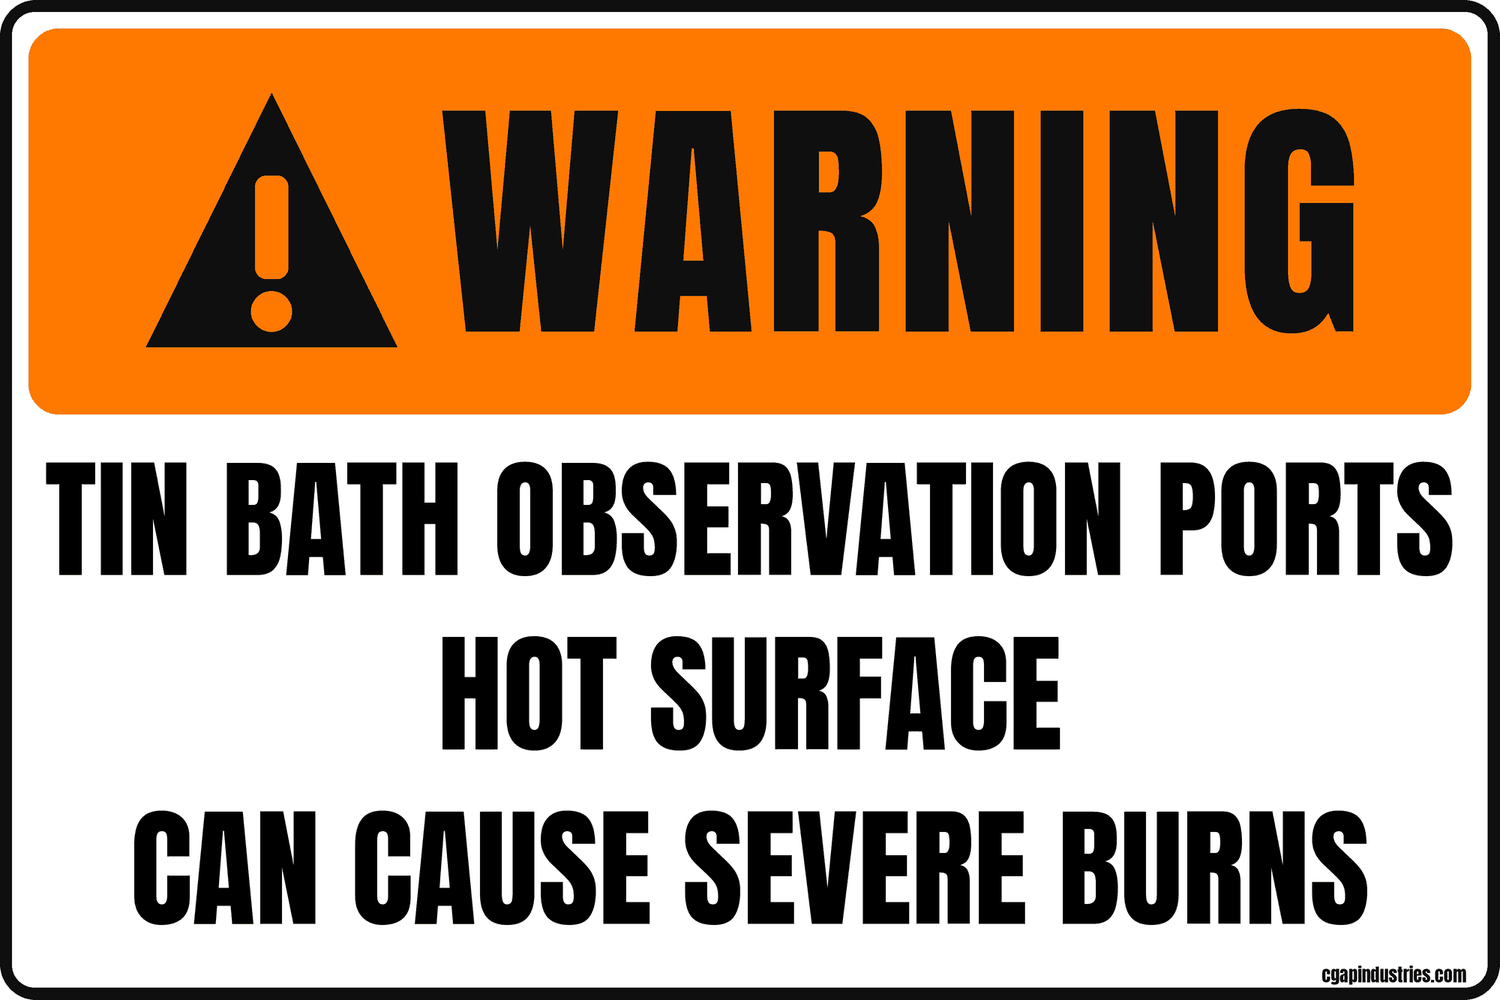 WARNING
TIN BATH OBSERVATION PORTS
HOT SURFACE
CAN CAUSE SEVERE BURNS
cgapindustries.com